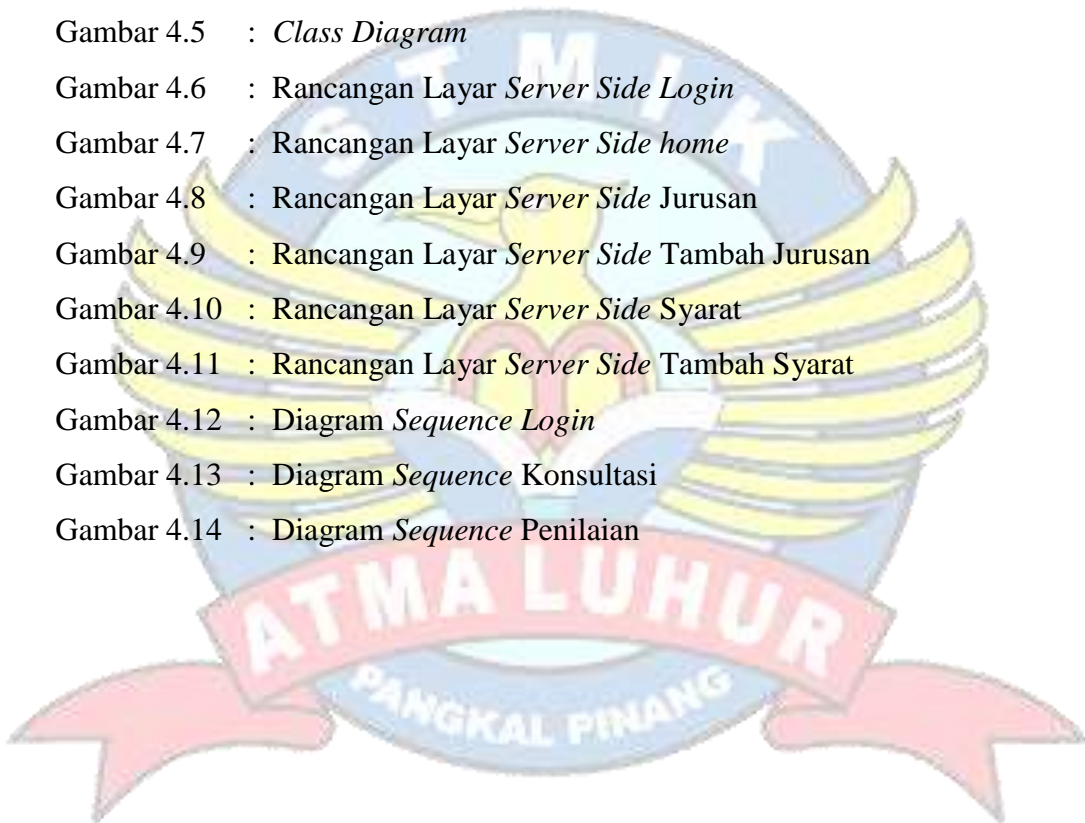 Gambar 4.5 : Class Diagram
Gambar 4.6 : Rancangan Layar Server Side Login
Gambar 4.7 : Rancangan Layar Server Side home
Gambar 4.8 : Rancangan Layar Server Side Jurusan
Gambar 4.9 : Rancangan Layar Server Side Tambah Jurusan
Gambar 4.10 : Rancangan Layar Server Side Syarat
Gambar 4.11 : Rancangan Layar Server Side Tambah Syarat
Gambar 4.12 : Diagram Sequence Login
Gambar 4.13 : Diagram Sequence Konsultasi
Gambar 4.14 : Diagram Sequence Penilaian
STMIK
ATMA LUHUR
PANGKAL PINANG